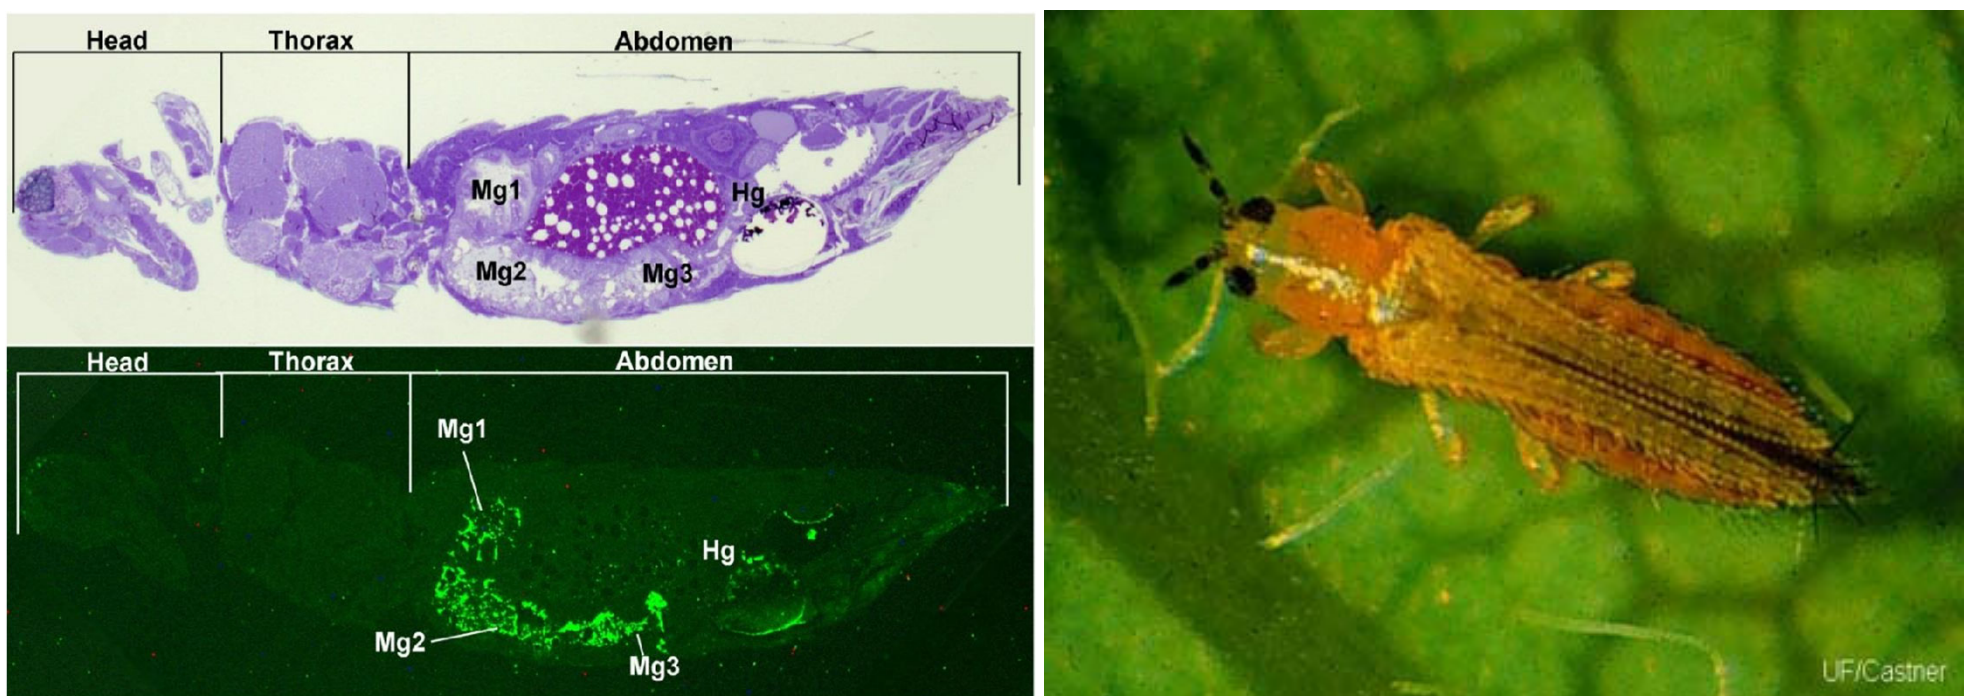 Head Thorax Abdomen
Mg1
Hg
Mg2 Mg3
Head Thorax Abdomen
Mg1
Hg
Mg2
Mg3
UF/Castner